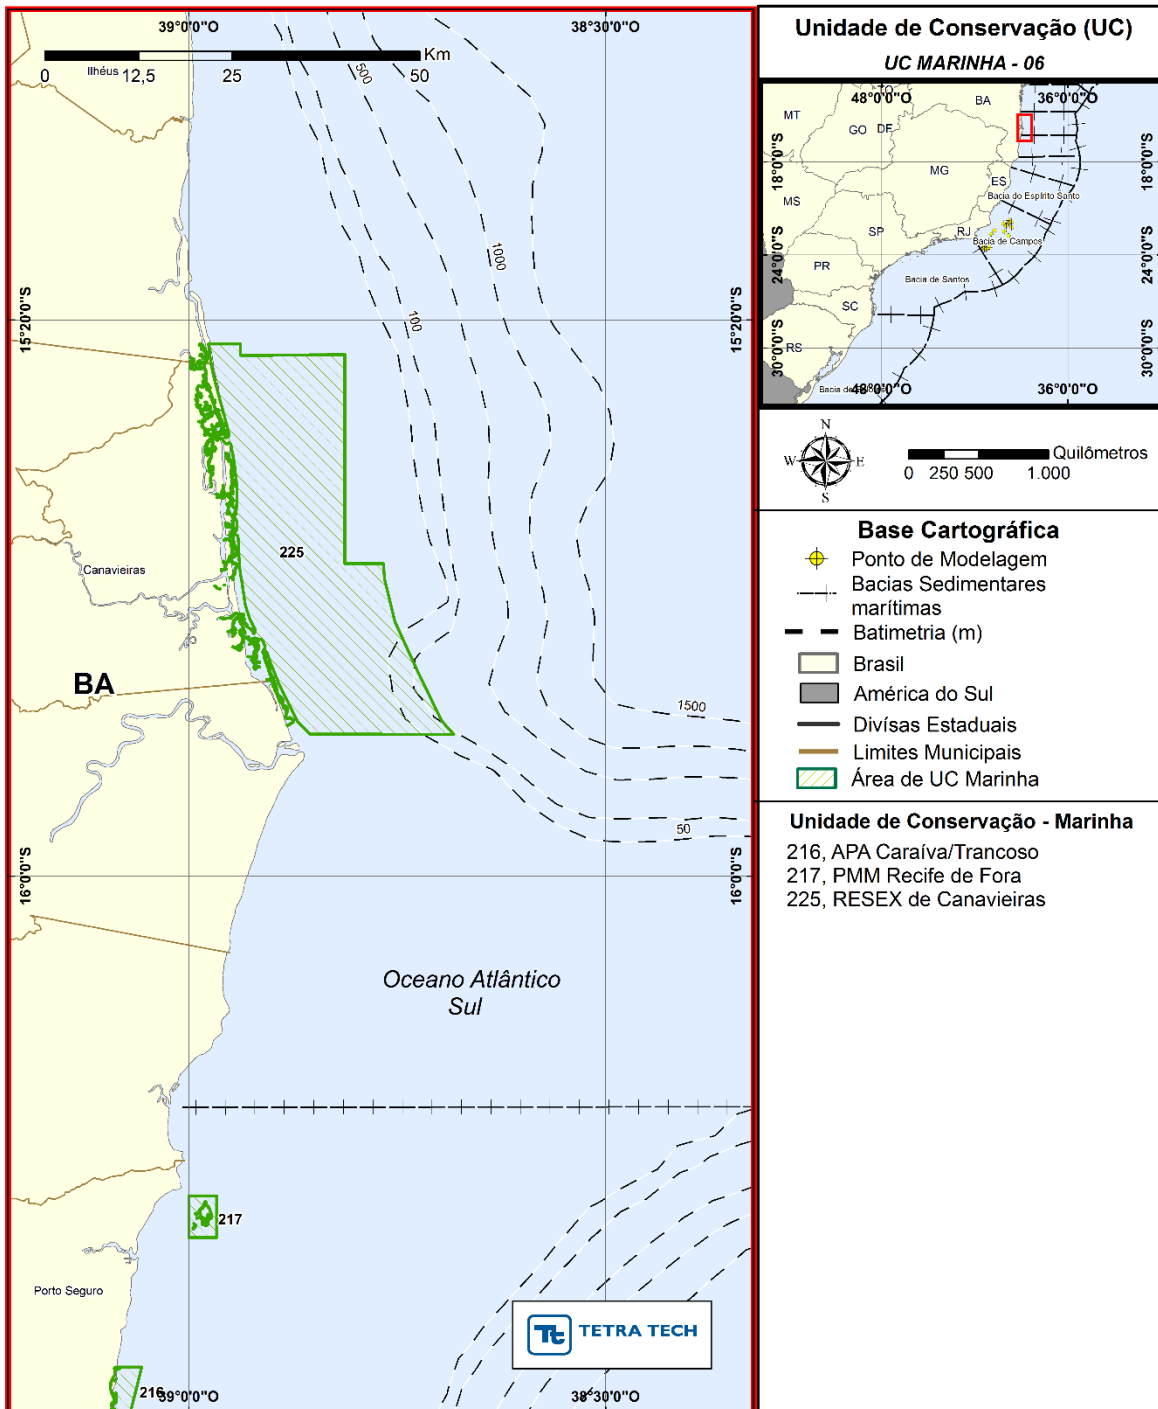 39°0'0"O
38°30'0"O
Km
0
Ilhéus
12,5
25
50
500
1000
100
15°20'0"S
15°20'0"S
225
Canavieiras
BA
1500
50
16°0'0"S
16°0'0"S
Oceano Atlântico
Sul
217
Porto Seguro
TETRA TECH
216
39°0'0"O
38°30'0"O
Unidade de Conservação (UC)
UC MARINHA - 06
TO
48°0'0"O
BA
36°0'0"O
MT
GO
DF
18°0'0"S
18°0'0"S
MG
ES
MS
Bacia do Espírito Santo
SP
RJ
Bacia de Campos
24°0'0"S
24°0'0"S
PR
Bacia de Santos
SC
30°0'0"S
30°0'0"S
RS
Bacia de
48°0'0"O
36°0'0"O
N
W
E
S
Quilômetros
0 250 500 1.000
Base Cartográfica
Ponto de Modelagem
Bacias Sedimentares
marítimas
Batimetria (m)
Brasil
América do Sul
Divísas Estaduais
Limites Municipais
Área de UC Marinha
Unidade de Conservação - Marinha
216, APA Caraíva/Trancoso
217, PMM Recife de Fora
225, RESEX de Canavieiras